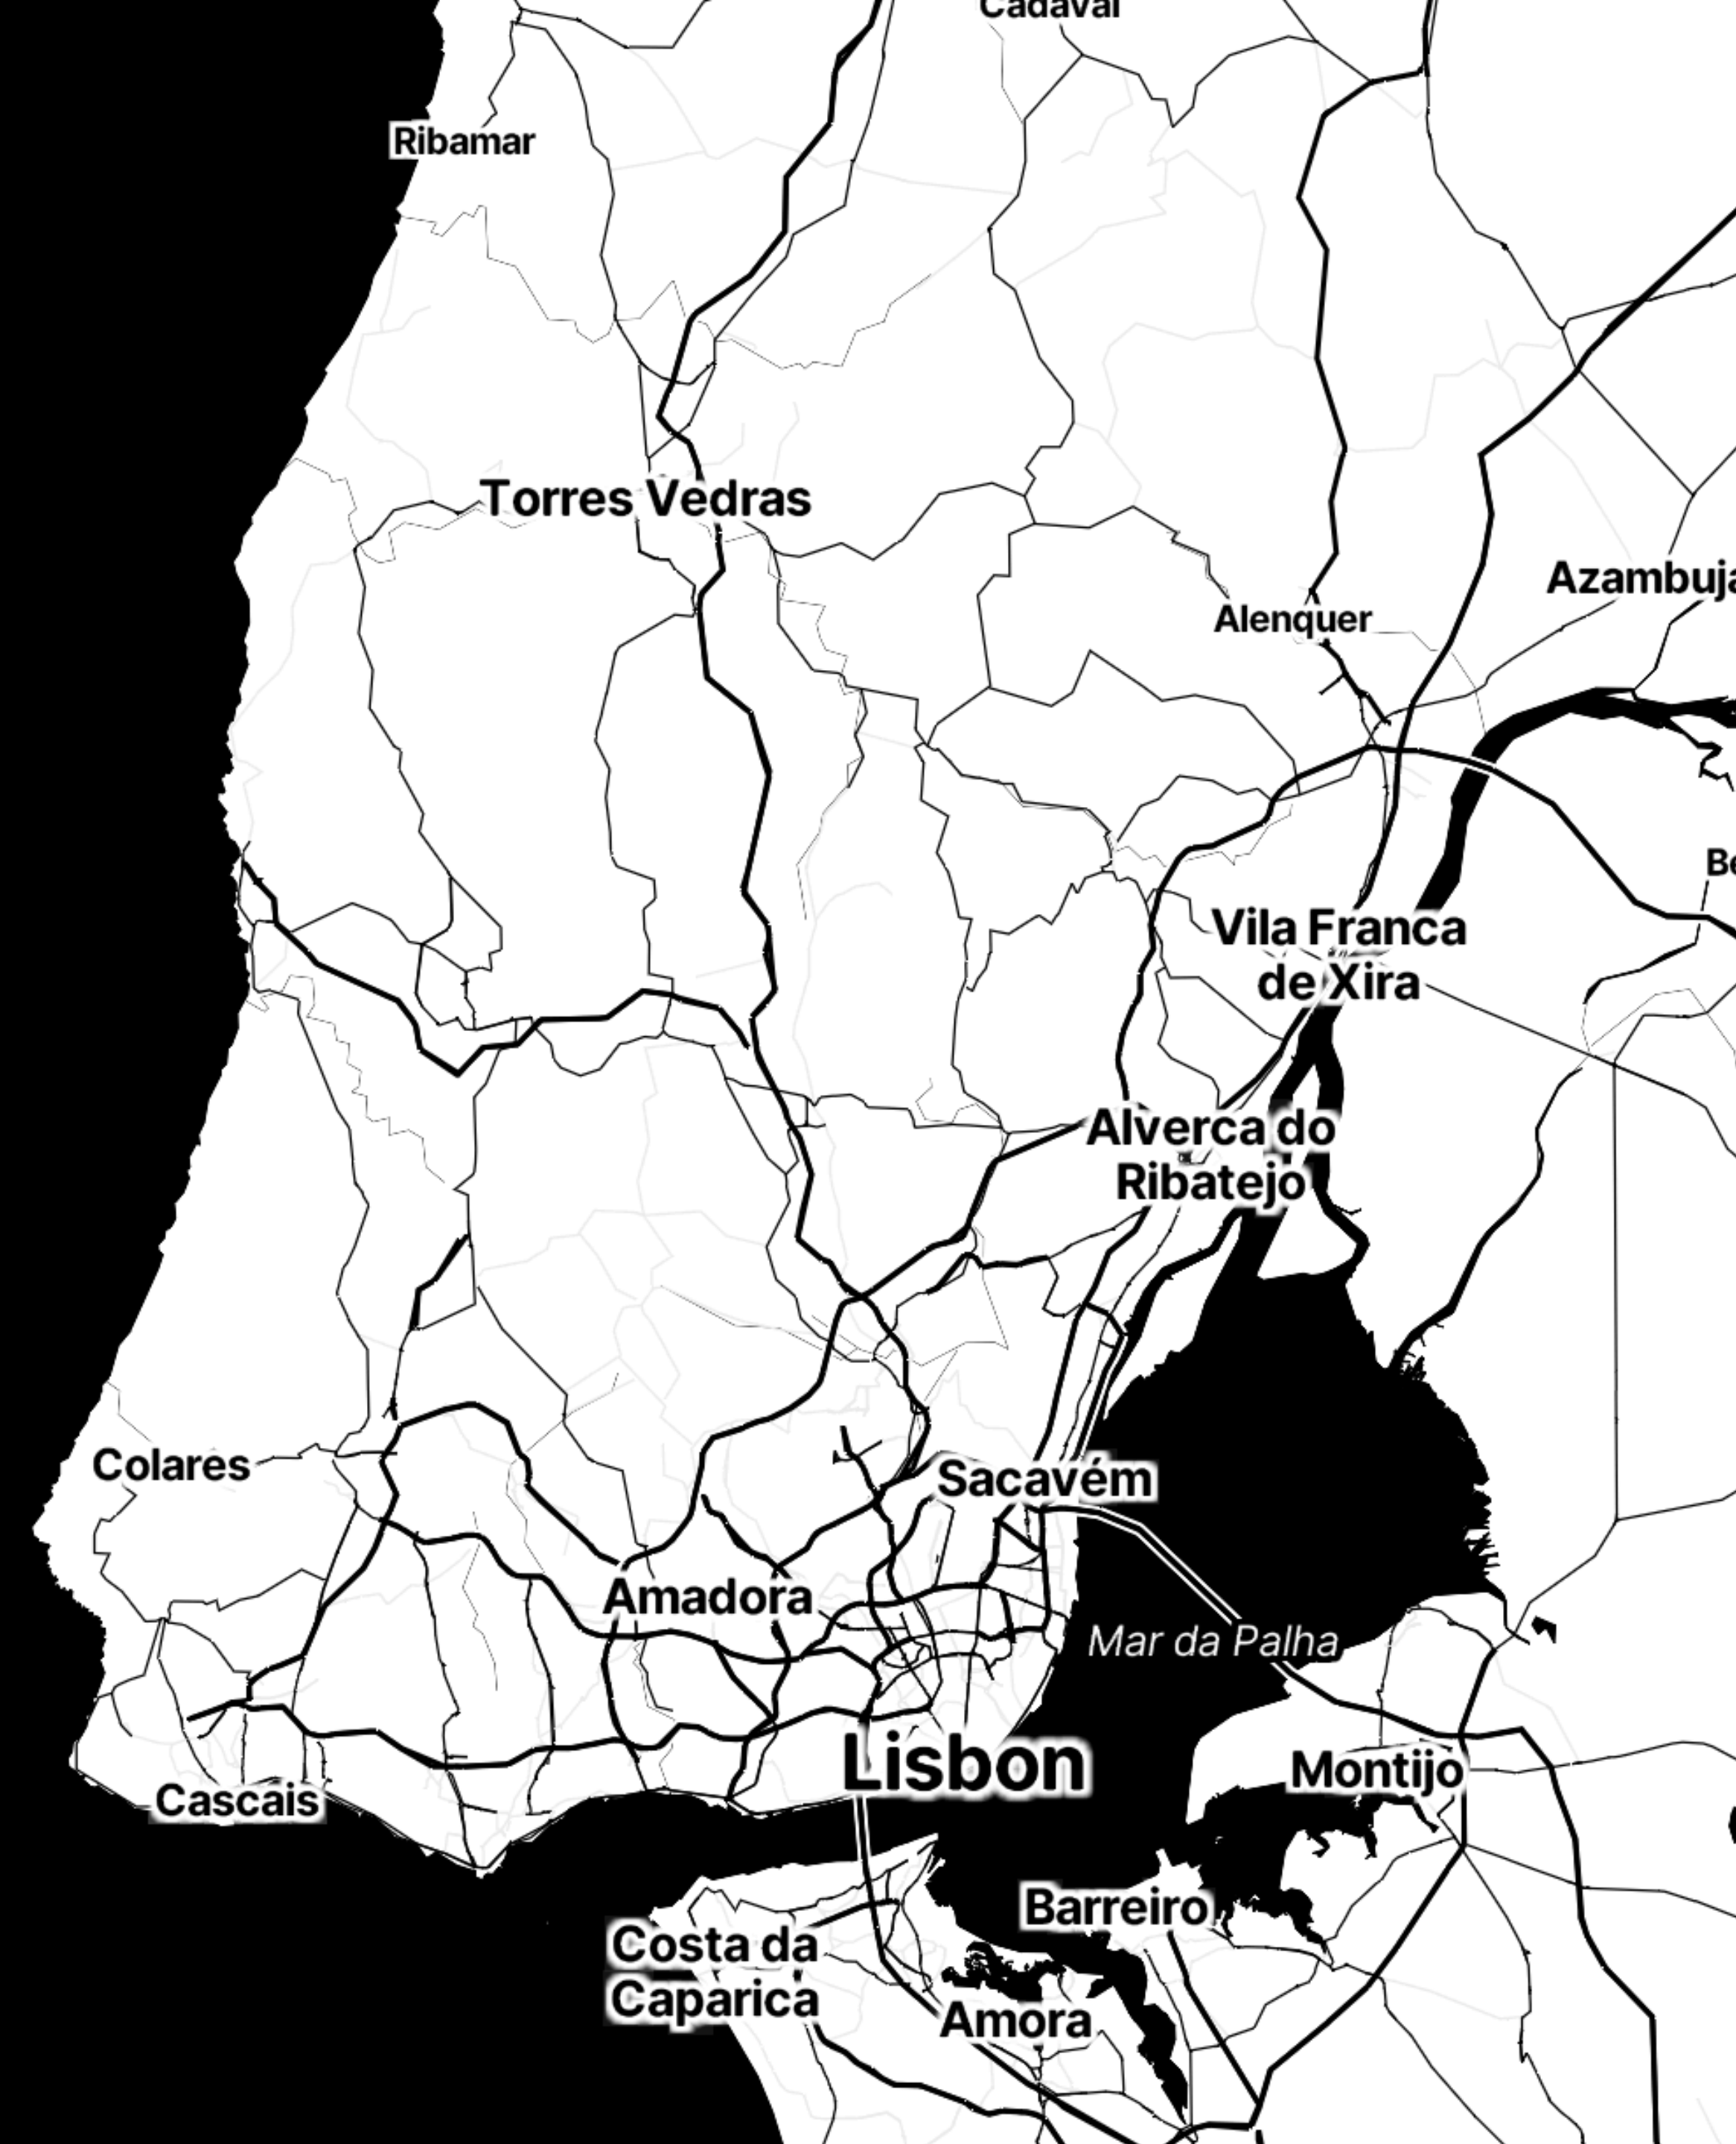 Cadaval
Ribamar
Torres Vedras
Azambuja
Alenquer
Vila Franca
de Xira
Alverca do
Ribatejo
Colares
Sacavém
Amadora
Mar da Palha
Lisbon
Montijo
Cascais
Barreiro
Costa da
Caparica
Amora